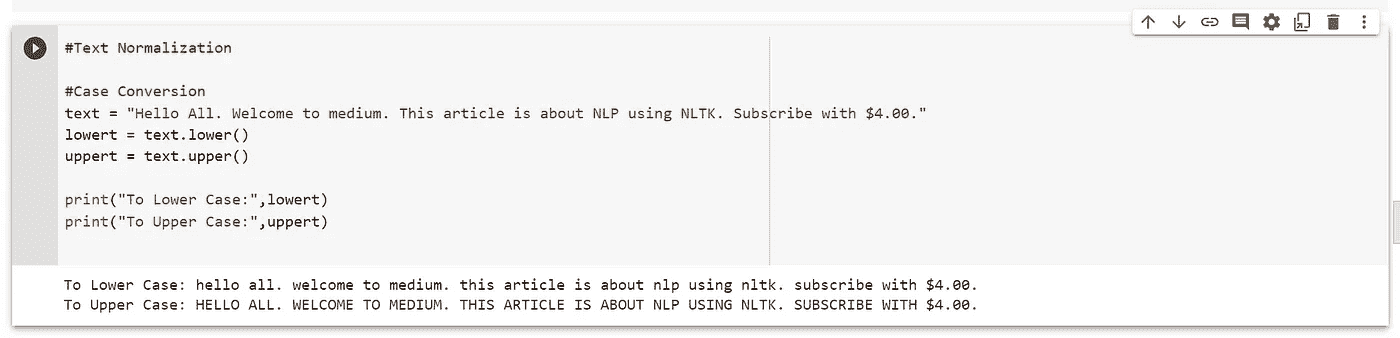 #Text Normalization
#Case Conversion
text = "Hello All. Welcome to medium. This article is about NLP using NLTK. Subscribe with $4.00."
lowert = text.lower()
uppert = text.upper()
print("To Lower Case:",lowert)
print("To Upper Case:",uppert)
To Lower Case: hello all. welcome to medium. this article is about nlp using nltk. subscribe with $4.00.
To Upper Case: HELLO ALL. WELCOME TO MEDIUM. THIS ARTICLE IS ABOUT NLP USING NLTK. SUBSCRIBE WITH $4.00.